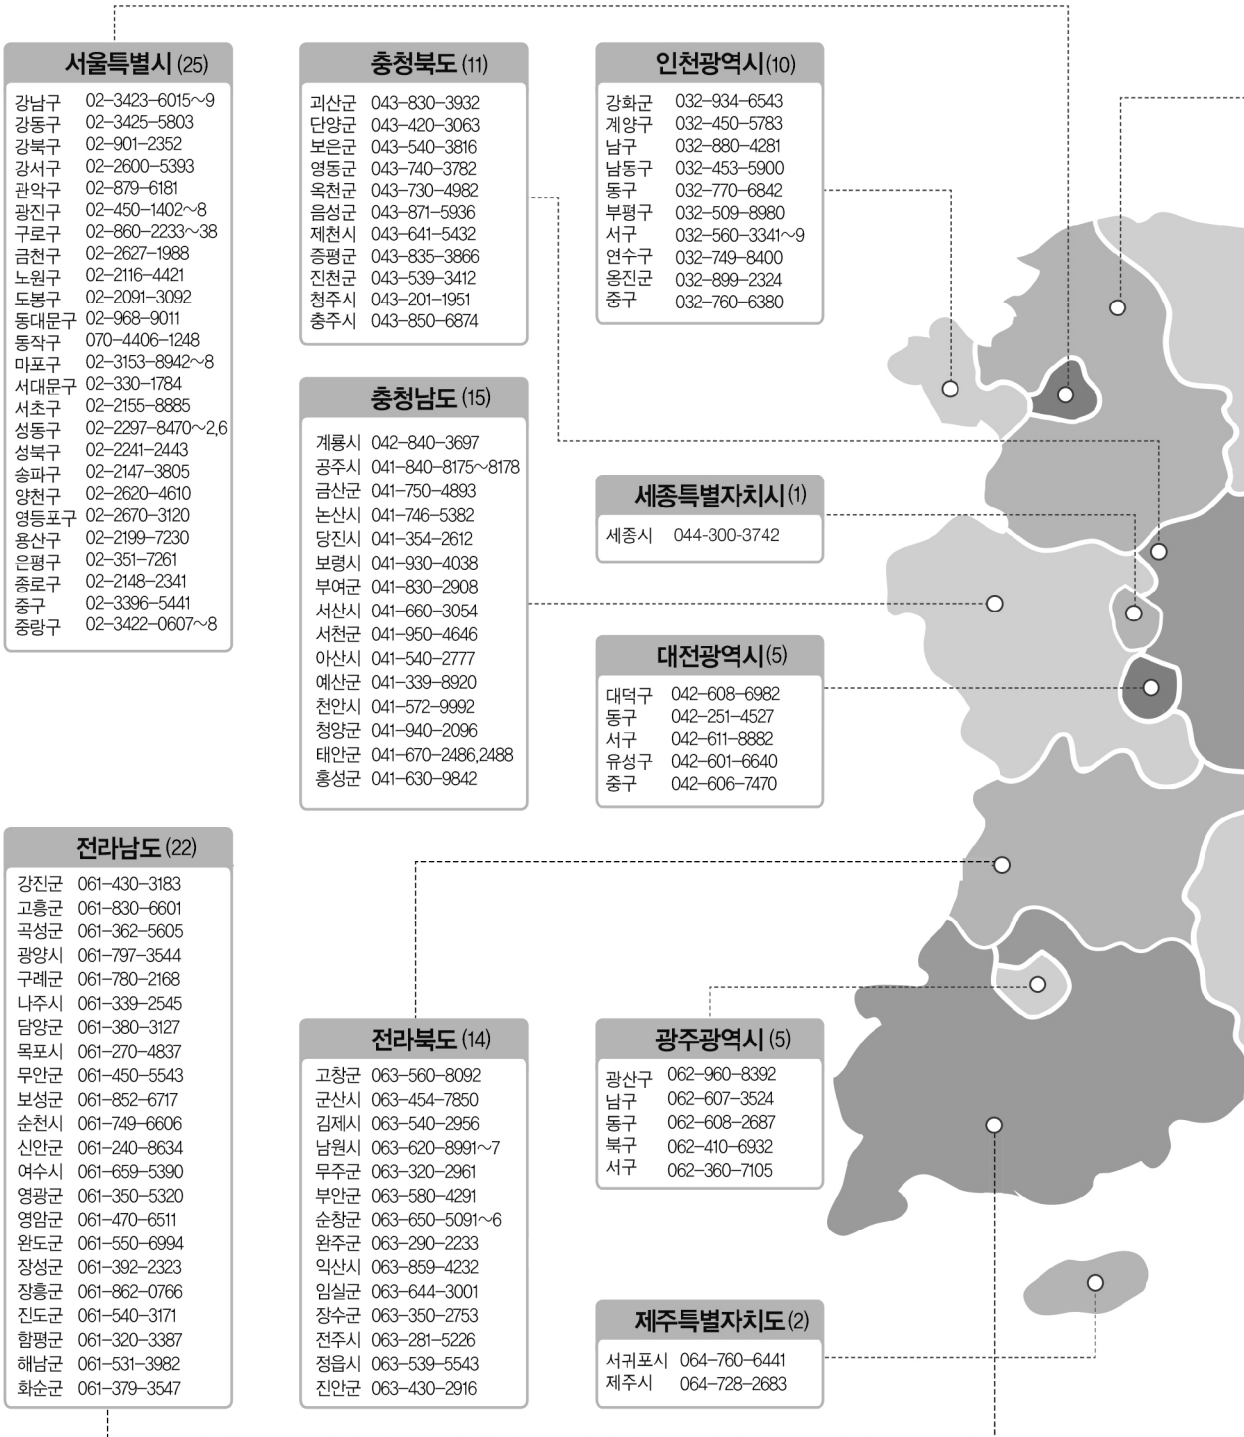 서울특별시 (25)
강남구 02-3423-6015~9
강동구 02-3425-5803
강북구 02-901-2352
강서구 02-2600-5393
관악구 02-879-6181
광진구 02-450-1402~8
구로구 02-860-2233~38
금천구 02-2627-1988
노원구 02-2116-4421
도봉구 02-2091-3092
동대문구 02-968-9011
동작구 070-4406-1248
마포구 02-3153-8942~8
서대문구 02-330-1784
서초구 02-2155-8885
성동구 02-2297-8470~2,6
성북구 02-2241-2443
송파구 02-2147-3805
양천구 02-2620-4610
영등포구 02-2670-3120
용산구 02-2199-7230
은평구 02-351-7261
종로구 02-2148-2341
중구 02-3396-5441
중랑구 02-3422-0607~8
충청북도 (11)
괴산군 043-830-3932
단양군 043-420-3063
보은군 043-540-3816
영동군 043-740-3782
옥천군 043-730-4982
음성군 043-871-5936
제천시 043-641-5432
증평군 043-835-3866
진천군 043-539-3412
청주시 043-201-1951
충주시 043-850-6874
인천광역시(10)
강화군 032-934-6543
계양구 032-450-5783
남구 032-880-4281
남동구 032-453-5900
동구 032-770-6842
부평구 032-509-8980
서구 032-560-3341~9
연수구 032-749-8400
옹진군 032-899-2324
중구 032-760-6380
충청남도 (15)
계룡시 042-840-3697
공주시 041-840-8175~8178
금산군 041-750-4893
논산시 041-746-5382
당진시 041-354-2612
보령시 041-930-4038
부여군 041-830-2908
서산시 041-660-3054
서천군 041-950-4646
아산시 041-540-2777
예산군 041-339-8920
천안시 041-572-9992
청양군 041-940-2096
태안군 041-670-2486,2488
홍성군 041-630-9842
세종특별자치시(1)
세종시 044-300-3742
대전광역시(5)
대덕구 042-608-6982
동구 042-251-4527
서구 042-611-8882
유성구 042-601-6640
중구 042-606-7470
전라남도 (22)
강진군 061-430-3183
고흥군 061-830-6601
곡성군 061-362-5605
광양시 061-797-3544
구례군 061-780-2168
나주시 061-339-2545
담양군 061-380-3127
목포시 061-270-4837
무안군 061-450-5543
보성군 061-852-6717
순천시 061-749-6606
신안군 061-240-8634
여수시 061-659-5390
영광군 061-350-5320
영암군 061-470-6511
완도군 061-550-6994
장성군 061-392-2323
장흥군 061-862-0766
진도군 061-540-3171
함평군 061-320-3387
해남군 061-531-3982
화순군 061-379-3547
전라북도 (14)
고창군 063-560-8092
군산시 063-454-7850
김제시 063-540-2956
남원시 063-620-8991~7
무주군 063-320-2961
부안군 063-580-4291
순창군 063-650-5091~6
완주군 063-290-2233
익산시 063-859-4232
임실군 063-644-3001
장수군 063-350-2753
전주시 063-281-5226
정읍시 063-539-5543
진안군 063-430-2916
광주광역시 (5)
광산구 062-960-8392
남구 062-607-3524
동구 062-608-2687
북구 062-410-6932
서구 062-360-7105
제주특별자치도(2)
서귀포시 064-760-6441
제주시 064-728-2683